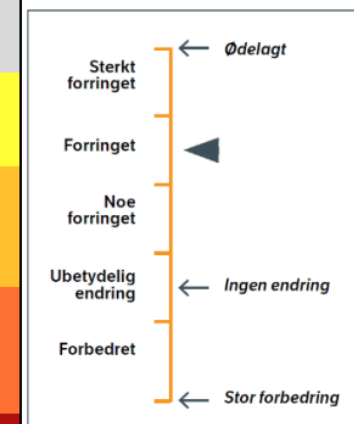 Ødelagt
Sterkt
forringet
Forringet
Noe
forringet
Ubetydelig
endring
Ingen endring
Forbedret
Stor forbedring